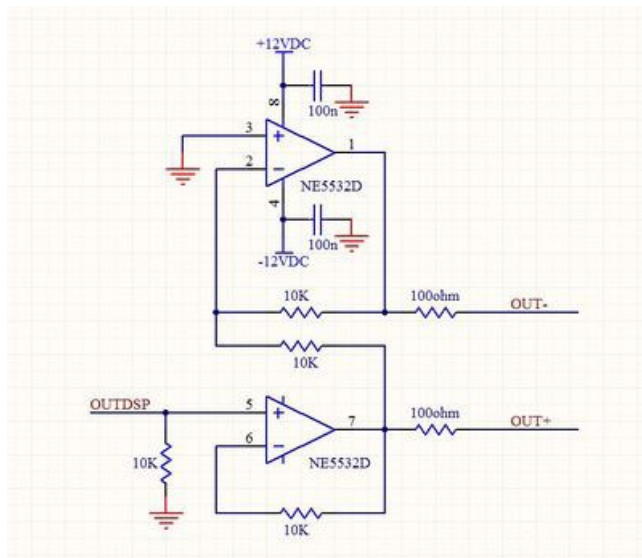 +12VDC
8
100n
3
1
2
NE5532D
4
100n
-12VDC
10K
100ohm
OUT-
10K
OUTDSP
5
100ohm
7
OUT+
6
10K
NE5532D
10K